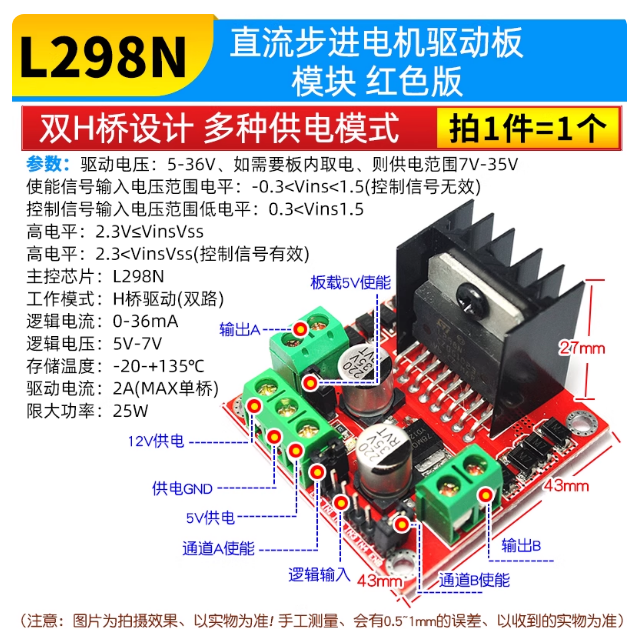 L298N
直流步进电机驱动板
模块 红色版
双H桥设计 多种供电模式
拍1件=1个
参数：驱动电压：5-36V、如需要板内取电、则供电范围7V-35V
使能信号输入电压范围电平：-0.3<Vins<1.5(控制信号无效)
控制信号输入电压范围低电平：0.3<Vins1.5
高电平：2.3V≤VinsVss
高电平：2.3<VinsVss(控制信号有效)
主控芯片：L298N
工作模式：H桥驱动(双路)
逻辑电流：0-36mA
逻辑电压：5V-7V
存储温度：-20-+135℃
驱动电流：2A(MAX单桥)
限大功率：25W
板载5V使能
输出A
27mm
12V供电
供电GND
5V供电
通道A使能
逻辑输入
43mm
通道B使能
输出B
43mm
220
35V
RVT
220
35V
RVT
（注意：图片为拍摄效果、以实物为准! 手工测量、会有0.5~1mm的误差、以收到的实物为准）